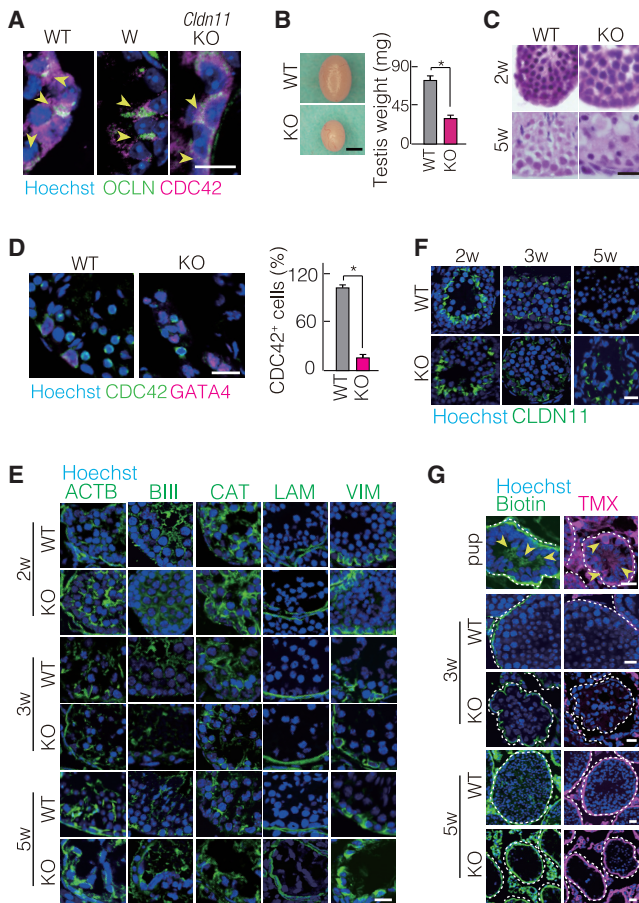 A
WT
W
Cldn11
KO
Hoechst OCLN CDC42
B
WT
KO
Testis weight (mg)
90
45
0
*
WT
KO
C
WT
KO
2w
5w
D
WT
KO
Hoechst CDC42 GATA4
CDC42+ cells (%)
120
60
0
*
WT
KO
F
2w 3w 5w
WT
KO
Hoechst CLDN11
E
Hoechst
ACTB BIII CAT LAM VIM
2w
WT
KO
3w
WT
KO
5w
WT
KO
G
Hoechst
Biotin TMX
pup
3w
WT
KO
5w
WT
KO